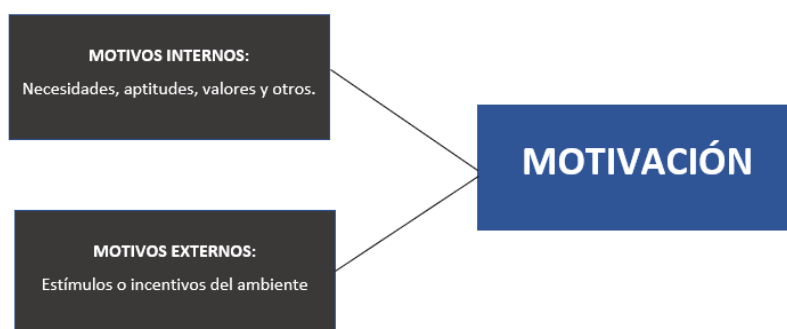 MOTIVOS INTERNOS:
Necesidades, aptitudes, valores y otros.
MOTIVACIÓN
MOTIVOS EXTERNOS:
Estímulos o incentivos del ambiente